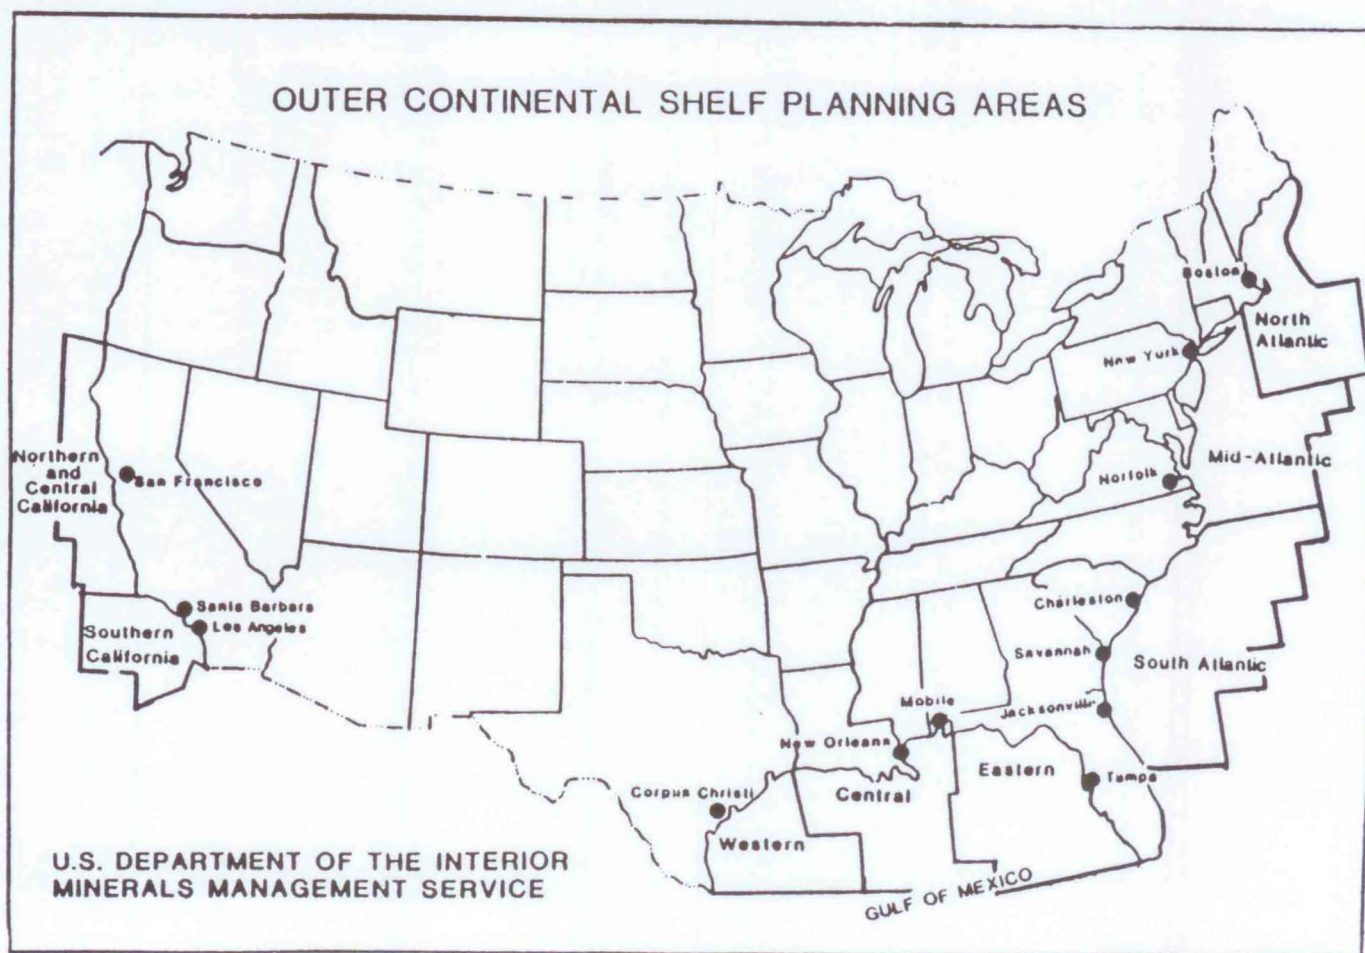 OUTER CONTINENTAL SHELF PLANNING AREAS
Boston
North
Atlantic
New York
Northern
and
Central
California
San Francisco
Mid-Atlantic
Norfolk
Santa Barbara
Los Angeles
Southern
California
Charleston
Savannah
South Atlantic
Mobile
Jacksonville
New Orleans
Eastern
Tampa
Corpus Christi
Central
Western
U.S. DEPARTMENT OF THE INTERIOR
MINERALS MANAGEMENT SERVICE
GULF OF MEXICO